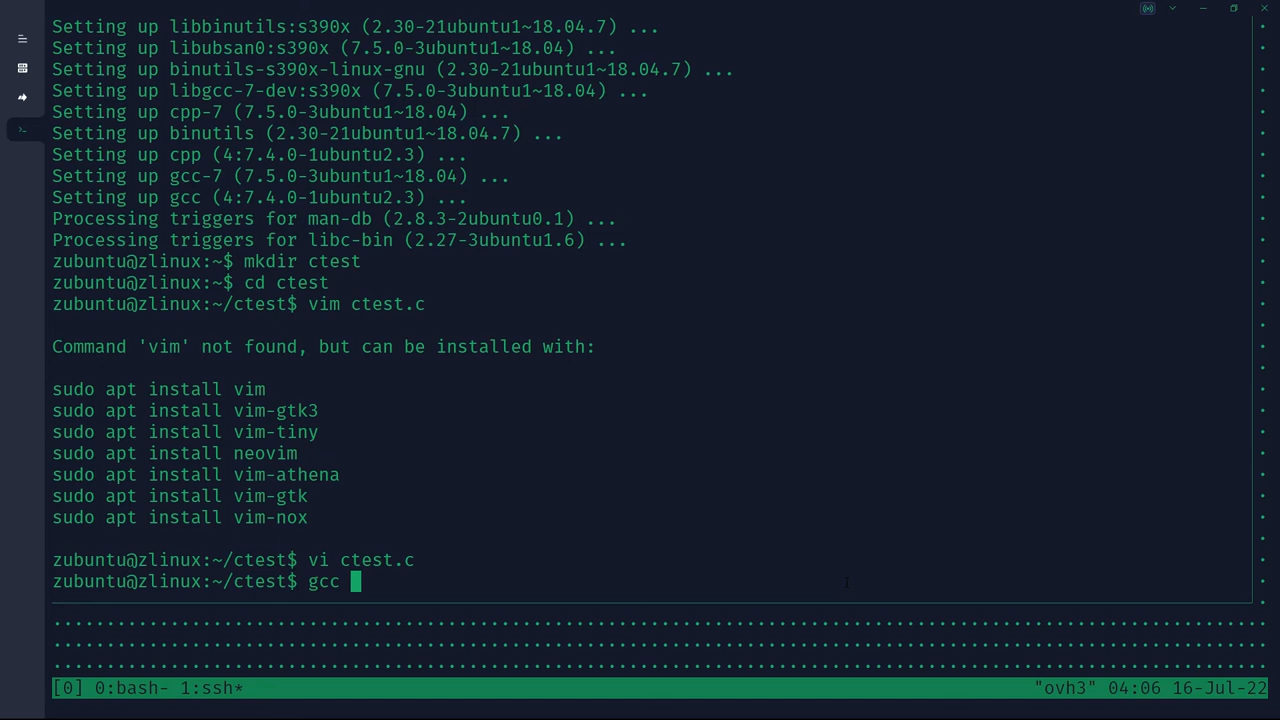 Setting up libbinutils:s390x (2.30-21ubuntu1~18.04.7) ...
Setting up libubsan0:s390x (7.5.0-3ubuntu1~18.04) ...
Setting up binutils-s390x-linux-gnu (2.30-21ubuntu1~18.04.7) ...
Setting up libgcc-7-dev:s390x (7.5.0-3ubuntu1~18.04) ...
Setting up cpp-7 (7.5.0-3ubuntu1~18.04) ...
Setting up binutils (2.30-21ubuntu1~18.04.7) ...
Setting up cpp (4:7.4.0-1ubuntu2.3) ...
Setting up gcc-7 (7.5.0-3ubuntu1~18.04) ...
Setting up gcc (4:7.4.0-1ubuntu2.3) ...
Processing triggers for man-db (2.8.3-2ubuntu0.1) ...
Processing triggers for libc-bin (2.27-3ubuntu1.6) ...
zubuntu@zlinux:~$ mkdir ctest
zubuntu@zlinux:~$ cd ctest
zubuntu@zlinux:~/ctest$ vim ctest.c
Command 'vim' not found, but can be installed with:
sudo apt install vim
sudo apt install vim-gtk3
sudo apt install vim-tiny
sudo apt install neovim
sudo apt install vim-athena
sudo apt install vim-gtk
sudo apt install vim-nox
zubuntu@zlinux:~/ctest$ vi ctest.c
zubuntu@zlinux:~/ctest$ gcc
[0] 0:bash- 1:ssh* "ovh3" 04:06 16-Jul-22